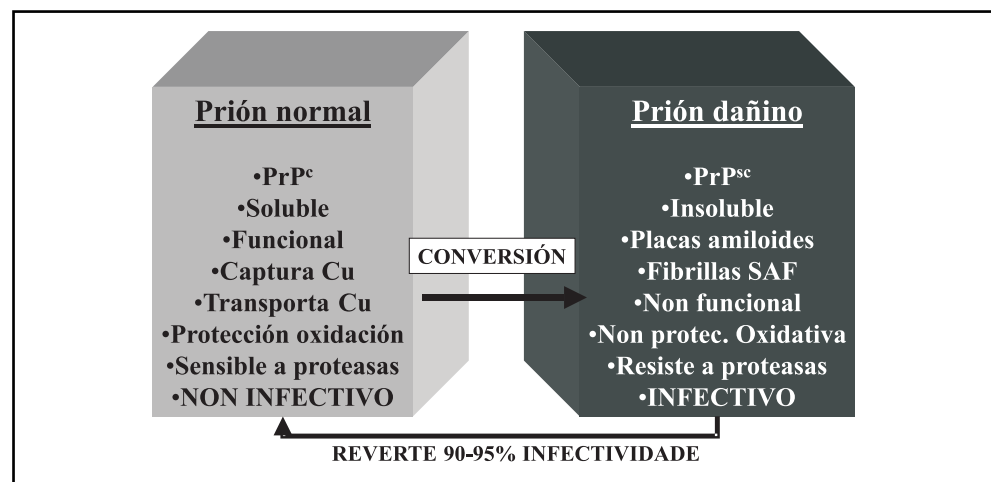 Prión normal
•PrPᶜ
•Soluble
•Funcional
•Captura Cu
•Transporta Cu
•Protección oxidación
•Sensible a proteasas
•NON INFECTIVO
CONVERSIÓN
Prión dañino
•PrPˢᶜ
•Insoluble
•Placas amiloides
•Fibrillas SAF
•Non funcional
•Non protec. Oxidativa
•Resiste a proteasas
•INFECTIVO
REVERTE 90-95% INFECTIVIDADE